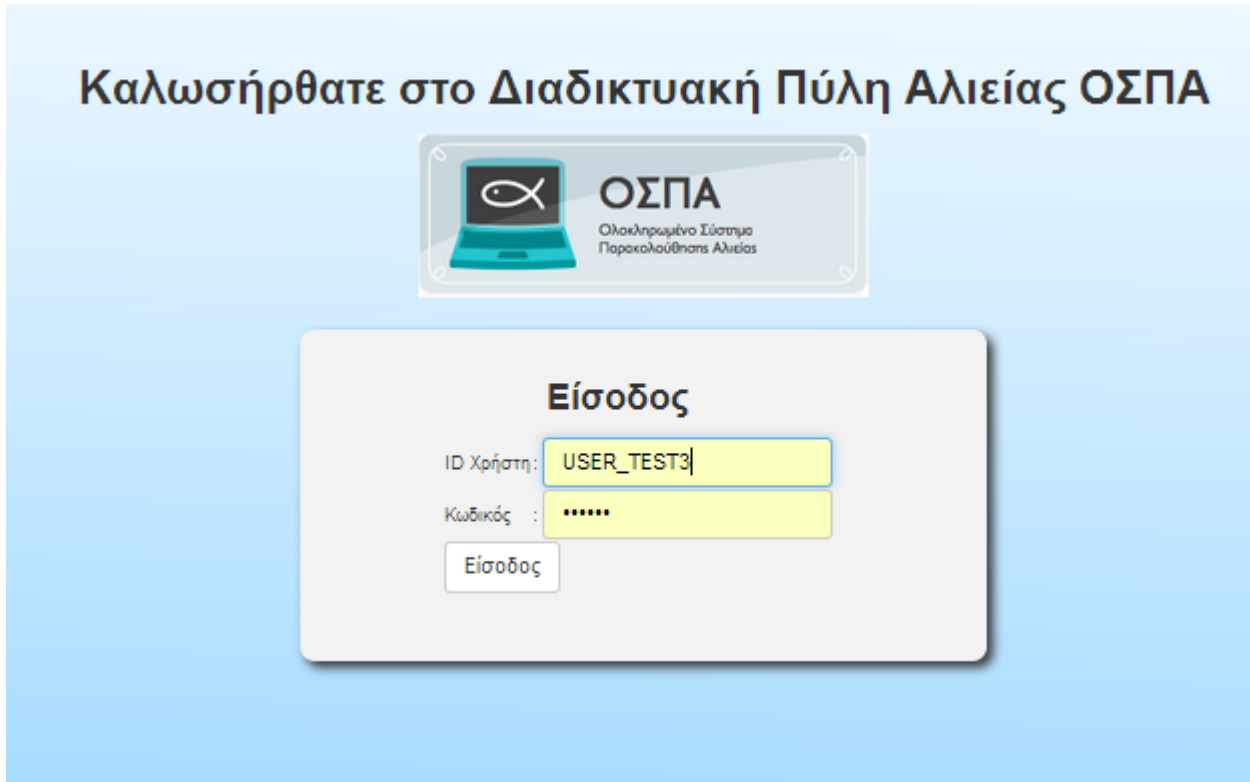 Καλωσήρθατε στο Διαδικτυακή Πύλη Αλιείας ΟΣΠΑ
ΟΣΠΑ
Ολοκληρωμένο Σύστημα
Παρακολούθησης Αλιείας
Είσοδος
ID Χρήστη: USER_TEST3
Κωδικός : ••••••
Είσοδος